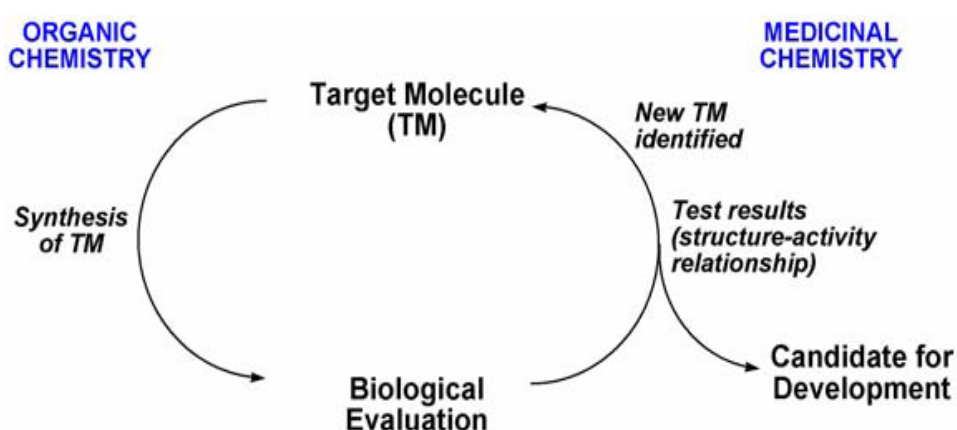 ORGANIC
CHEMISTRY
MEDICINAL
CHEMISTRY
Target Molecule
(TM)
New TM
identified
Synthesis
of TM
Test results
(structure-activity
relationship)
Biological
Evaluation
Candidate for
Development